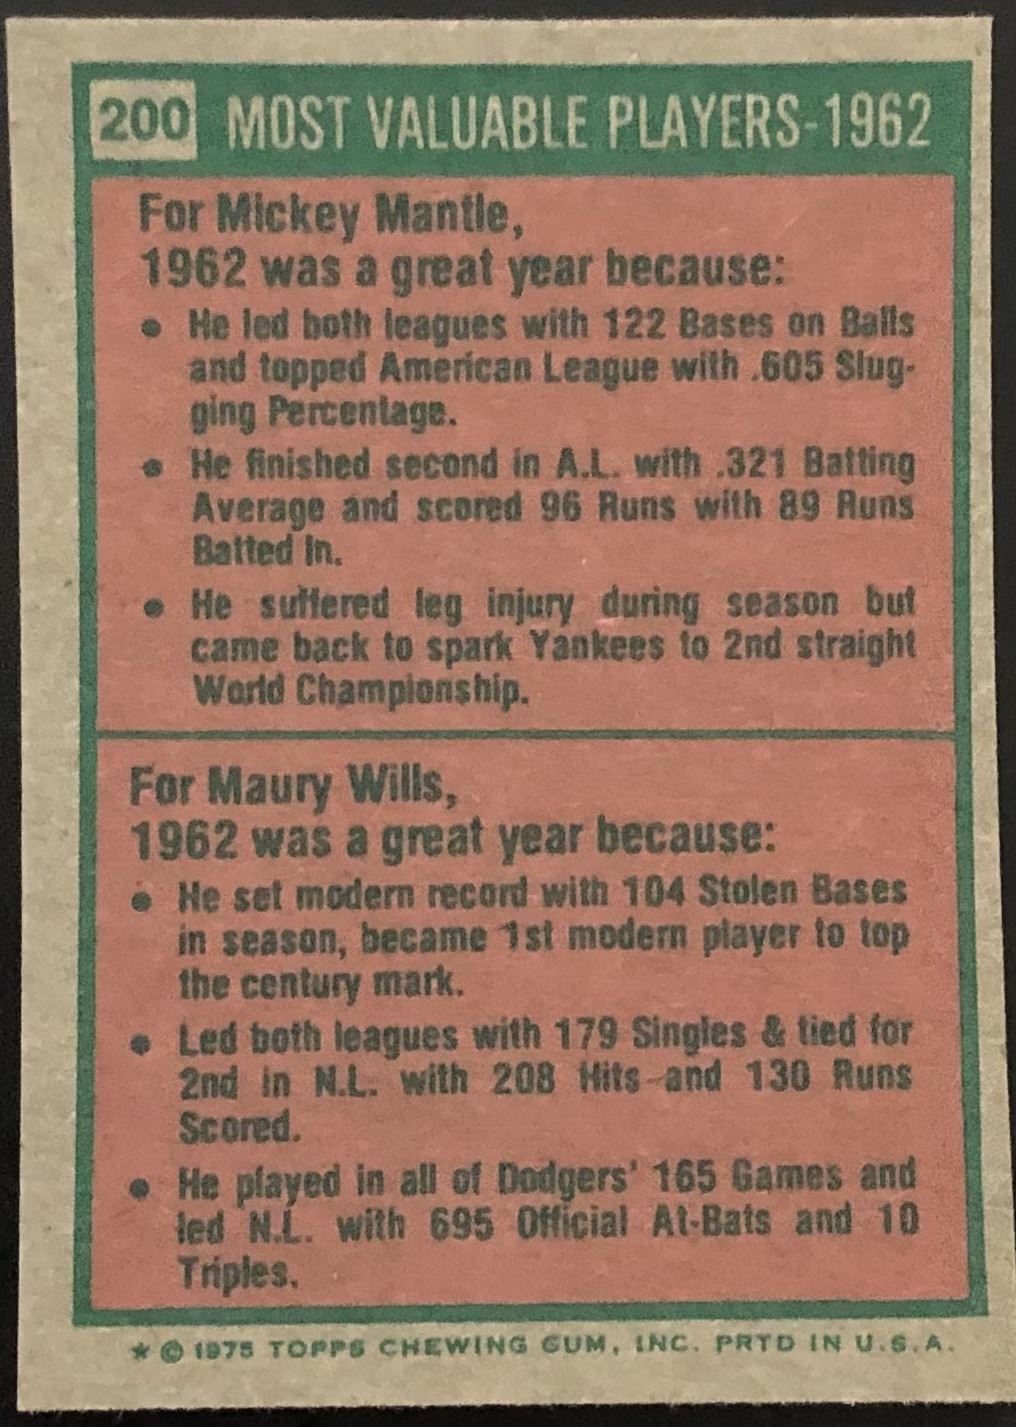 200 MOST VALUABLE PLAYERS-1962
For Mickey Mantle,
1962 was a great year because:
• He led both leagues with 122 Bases on Balls
and topped American League with .605 Slug-
ging Percentage.
• He finished second in A.L. with .321 Batting
Average and scored 96 Runs with 89 Runs
Batted In.
• He suffered leg injury during season but
came back to spark Yankees to 2nd straight
World Championship.
For Maury Wills,
1962 was a great year because:
• He set modern record with 104 Stolen Bases
in season, became 1st modern player to top
the century mark.
• Led both leagues with 179 Singles & tied for
2nd in N.L. with 208 Hits and 130 Runs
Scored.
• He played in all of Dodgers' 165 Games and
led N.L. with 695 Official At-Bats and 10
Triples.
★ © 1975 TOPPS CHEWING GUM, INC. PRTD IN U.S.A.